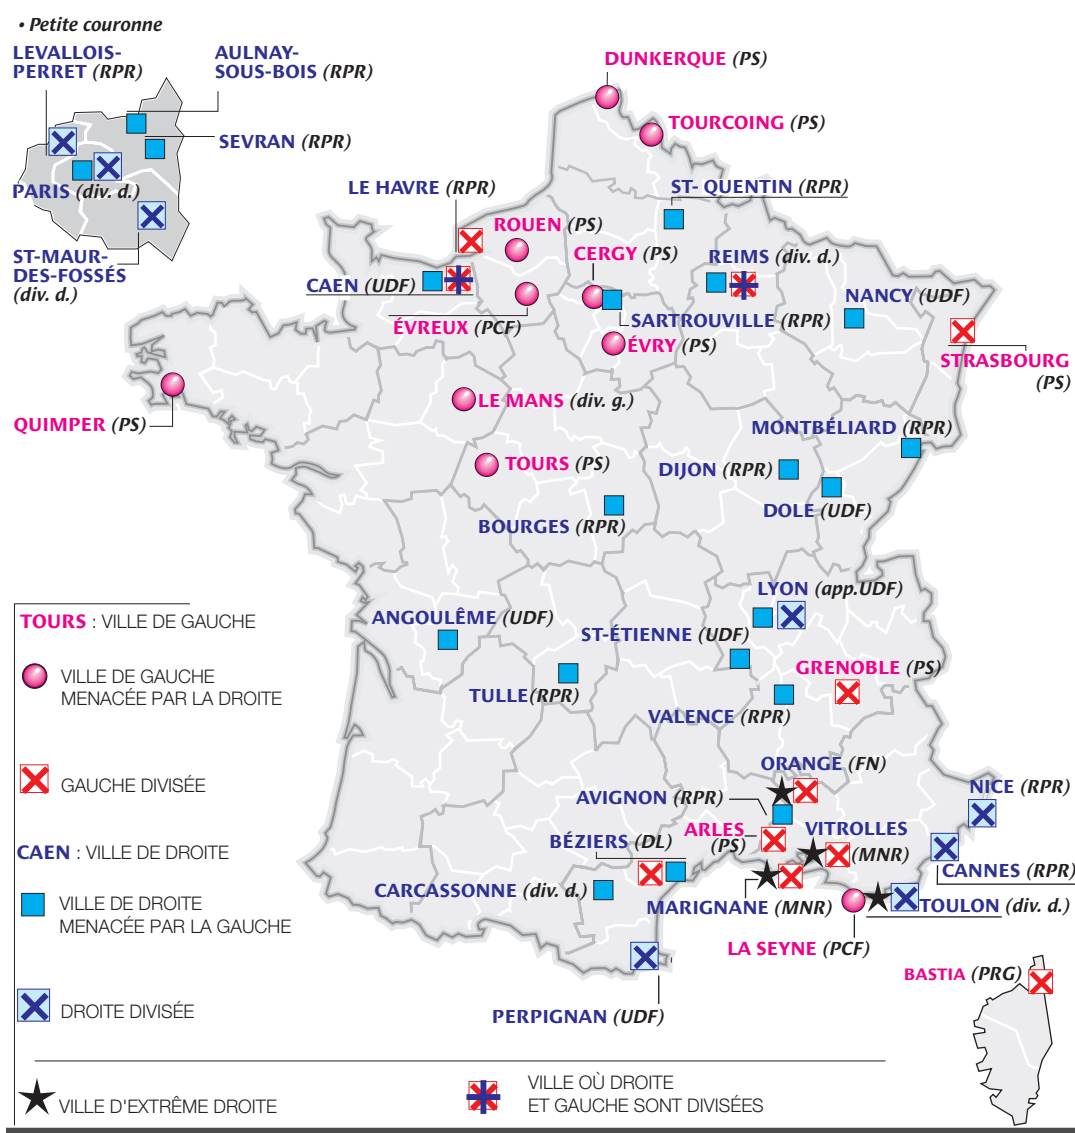 • Petite couronne
LEVALLOIS-
PERRET (RPR)
AULNAY-
SOUS-BOIS (RPR)
SEVRAN (RPR)
PARIS (div. d.)
ST-MAUR-
DES-FOSSÉS
(div. d.)
DUNKERQUE (PS)
TOURCOING (PS)
LE HAVRE (RPR)
ST- QUENTIN (RPR)
ROUEN (PS)
CERGY (PS)
REIMS (div. d.)
CAEN (UDF)
NANCY (UDF)
ÉVREUX (PCF)
SARTROUVILLE (RPR)
ÉVRY (PS)
STRASBOURG
(PS)
LE MANS (div. g.)
QUIMPER (PS)
MONTBÉLIARD (RPR)
TOURS (PS)
DIJON (RPR)
DOLE (UDF)
BOURGES (RPR)
LYON (app.UDF)
ANGOULÊME (UDF)
ST-ÉTIENNE (UDF)
GRENOBLE (PS)
TULLE(RPR)
VALENCE (RPR)
ORANGE (FN)
NICE (RPR)
AVIGNON (RPR)
ARLES
(PS)
VITROLLES
(MNR)
BÉZIERS (DL)
CANNES (RPR)
CARCASSONNE (div. d.)
MARIGNANE (MNR)
TOULON (div. d.)
LA SEYNE (PCF)
BASTIA (PRG)
PERPIGNAN (UDF)
TOURS : VILLE DE GAUCHE
VILLE DE GAUCHE
MENACÉE PAR LA DROITE
GAUCHE DIVISÉE
CAEN : VILLE DE DROITE
VILLE DE DROITE
MENACÉE PAR LA GAUCHE
DROITE DIVISÉE
VILLE D'EXTRÊME DROITE
VILLE OÙ DROITE
ET GAUCHE SONT DIVISÉES